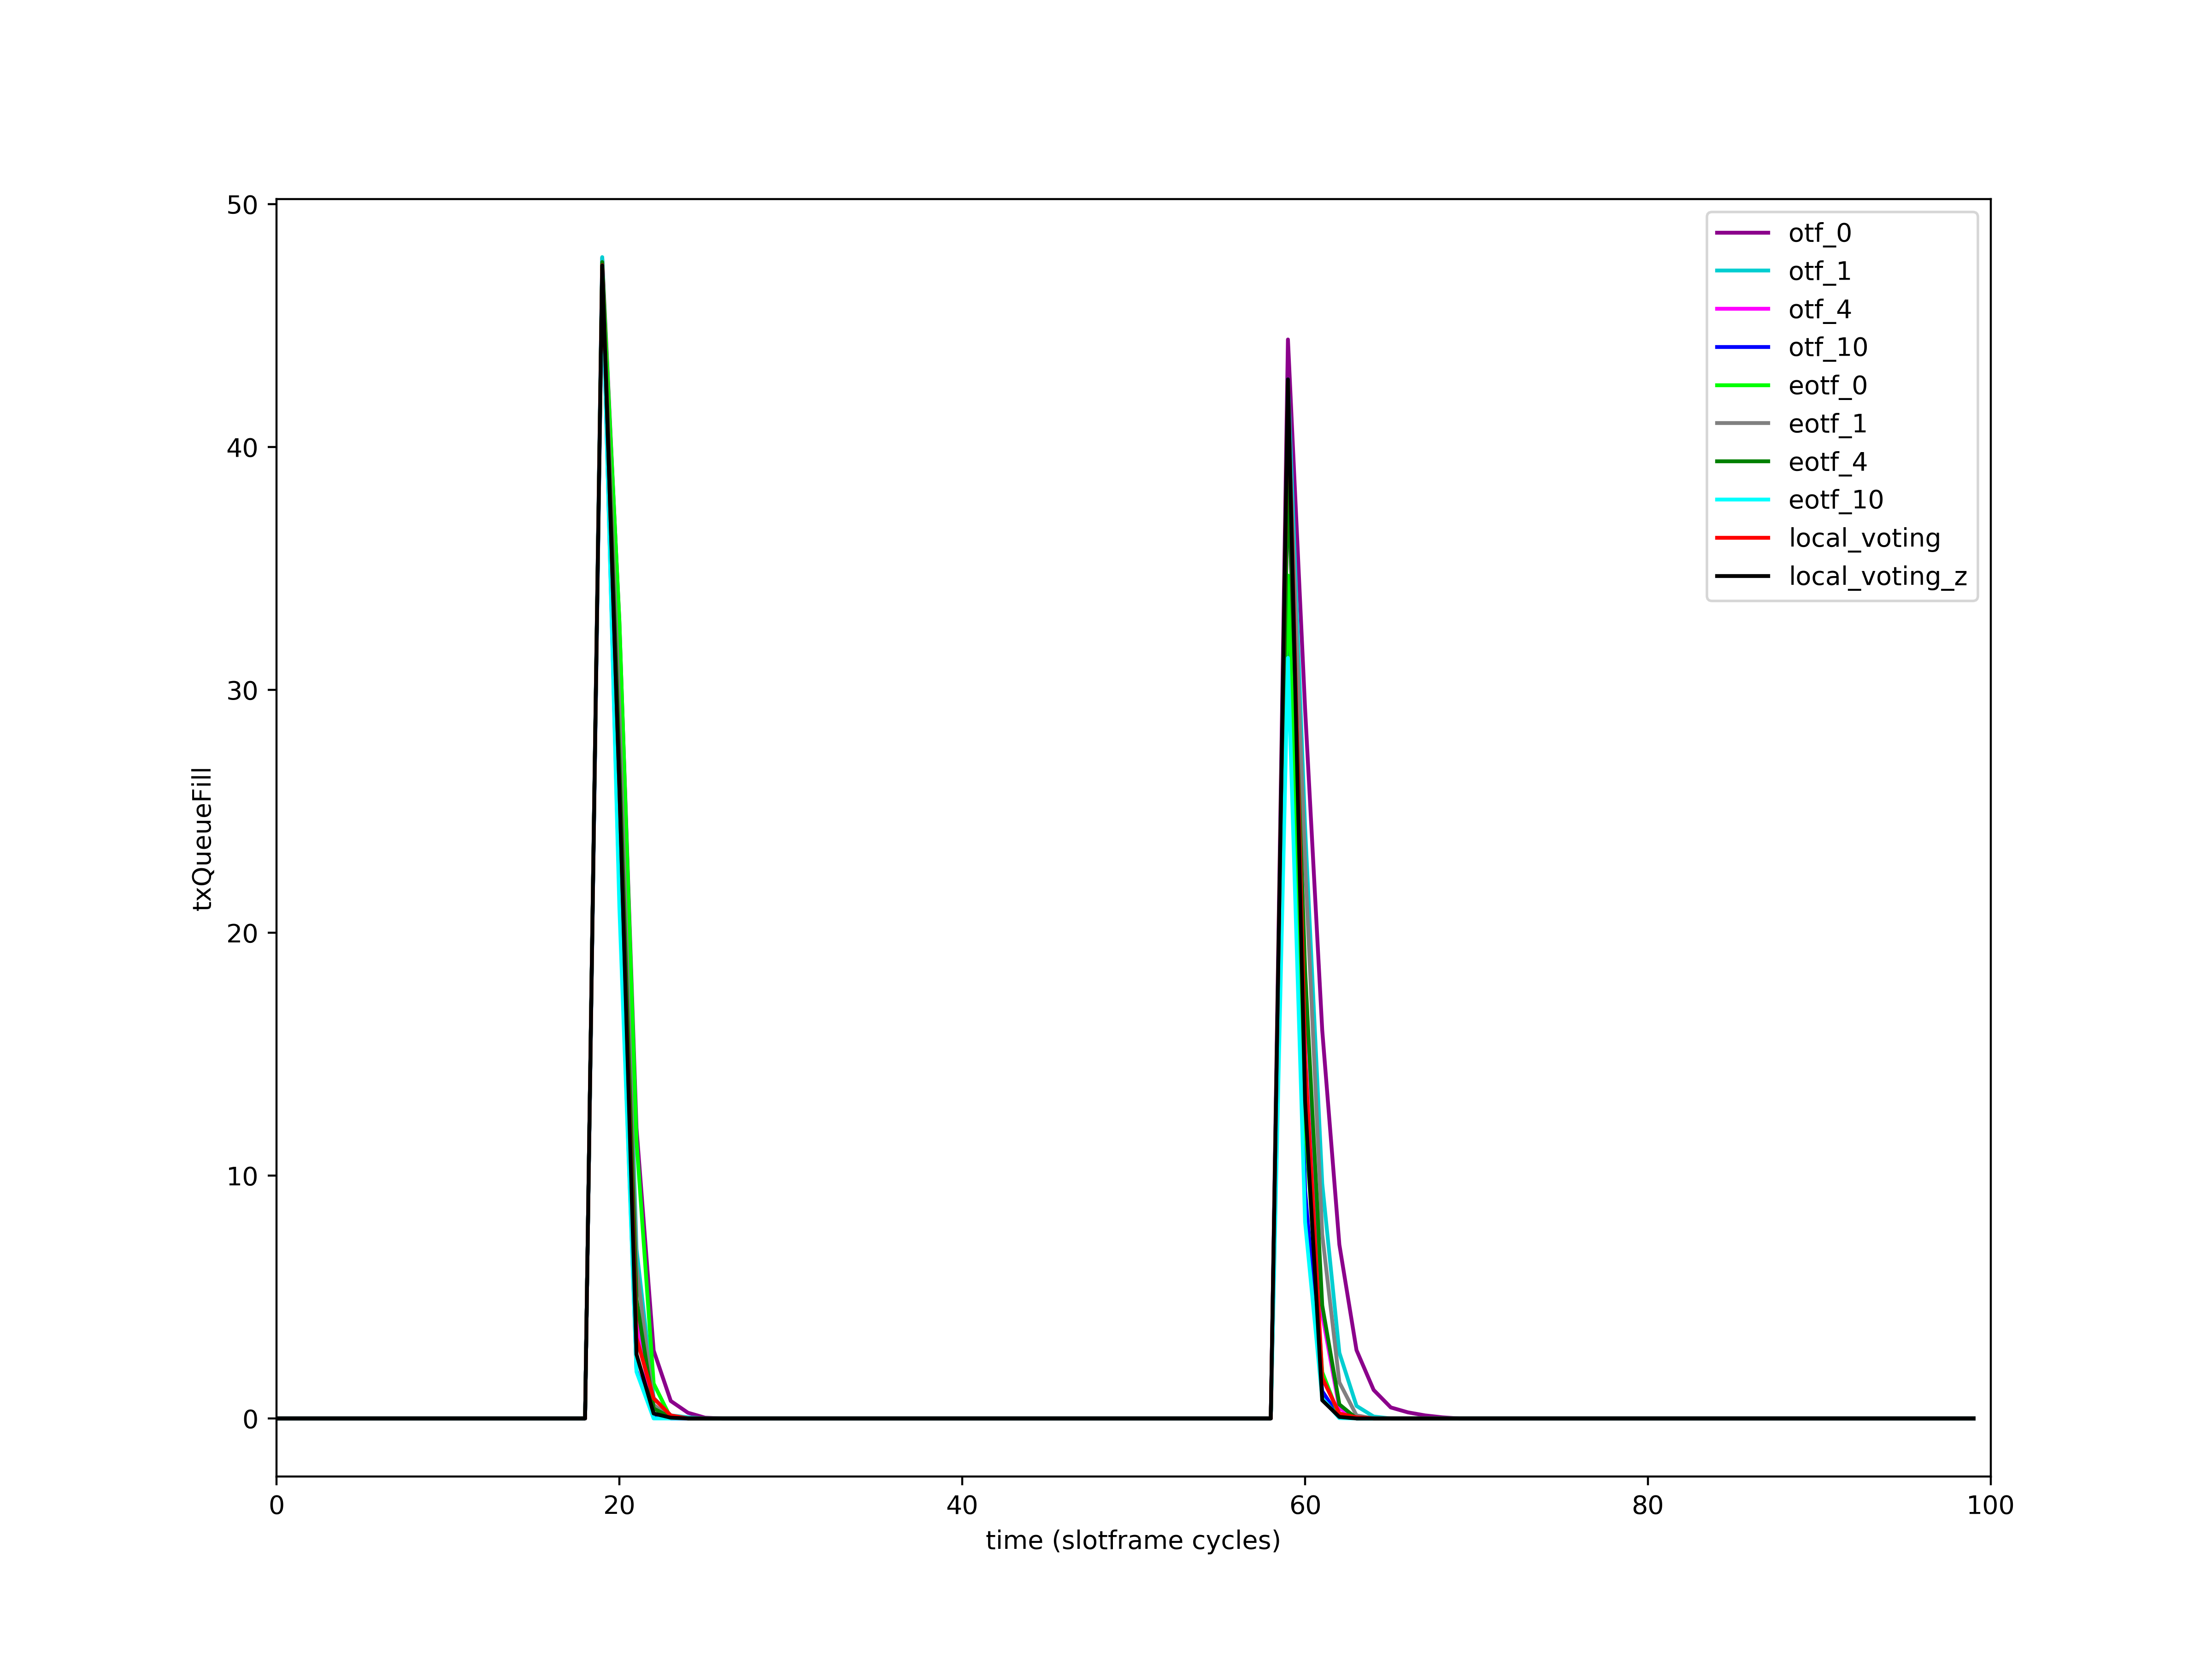 50
40
30
20
10
0
txQueueFill
0 20 40 60 80 100
time (slotframe cycles)
otf_0
otf_1
otf_4
otf_10
eotf_0
eotf_1
eotf_4
eotf_10
local_voting
local_voting_z